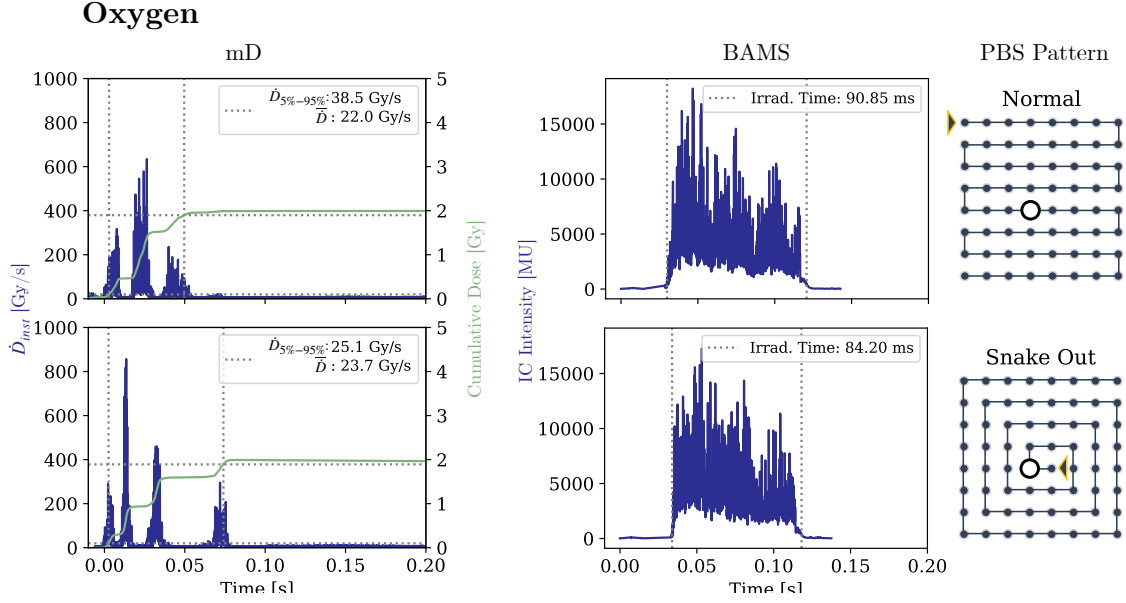 Oxygen
mD
BAMS
PBS Pattern
1000
800
600
400
200
0
5
4
3
2
1
0
Ḋ5%−95%:38.5 Gy/s
D̅̇ : 22.0 Gy/s
15000
10000
5000
0
Irrad. Time: 90.85 ms
Normal
Ḋinst [Gy/s]
Cumulative Dose [Gy]
IC Intensity [MU]
1000
800
600
400
200
0
5
4
3
2
1
0
Ḋ5%−95%:25.1 Gy/s
D̅̇ : 23.7 Gy/s
15000
10000
5000
0
Irrad. Time: 84.20 ms
Snake Out
0.00 0.05 0.10 0.15 0.20
Time [s]
0.00 0.05 0.10 0.15 0.20
Time [s]